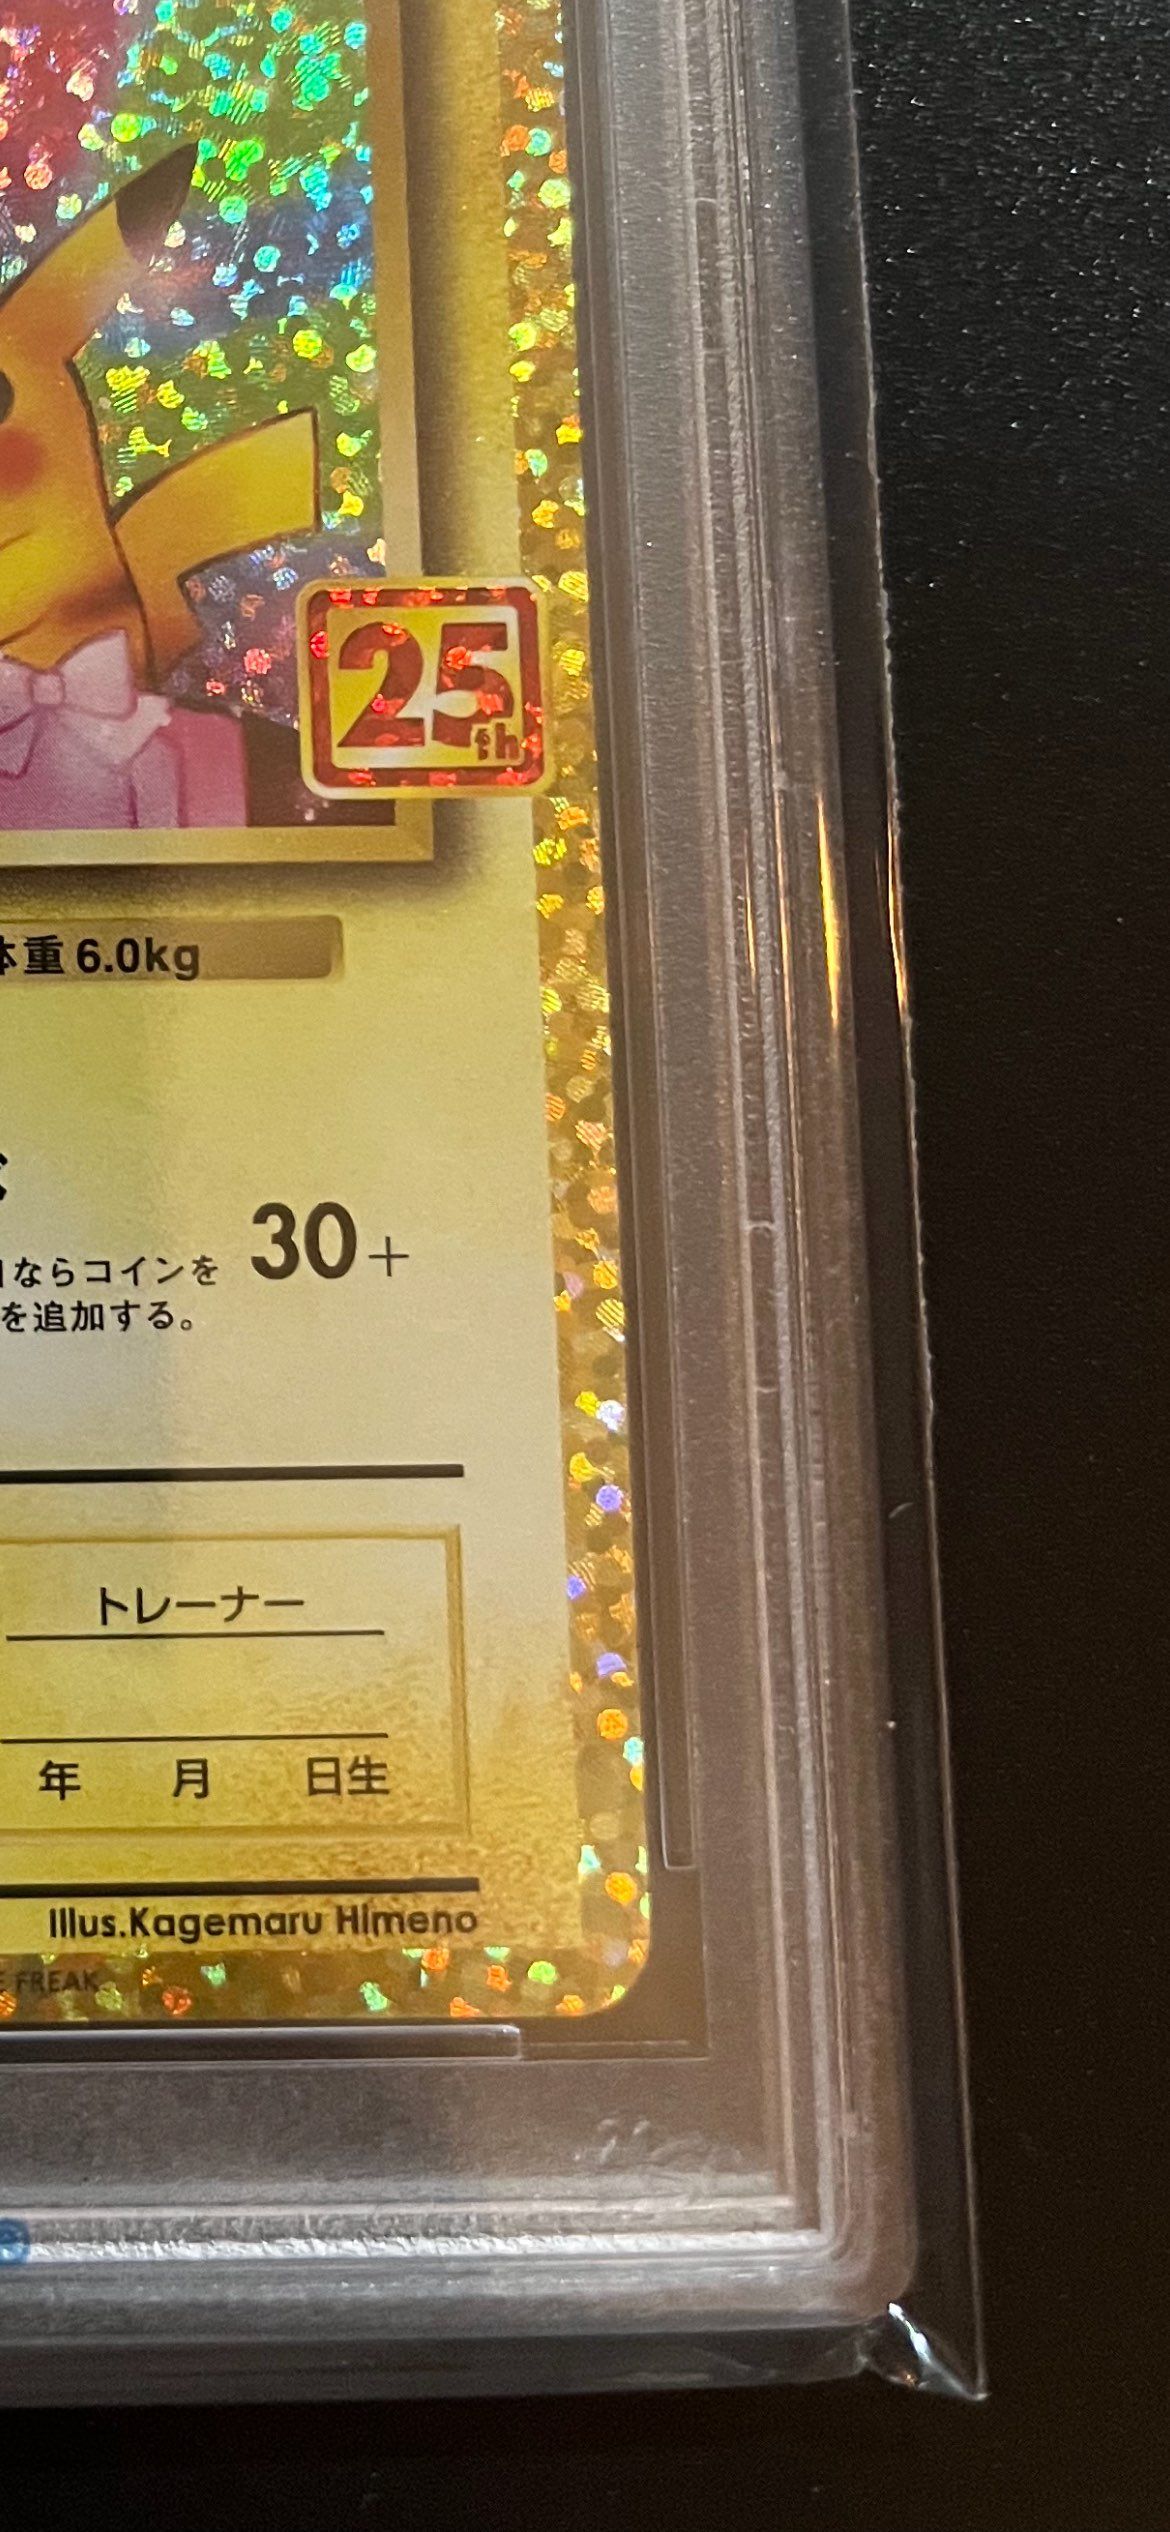 25th
体重 6.0kg
30+
ならコインを
を追加する。
トレーナー
年 月 日生
Illus.Kagemaru Himeno
FREAK